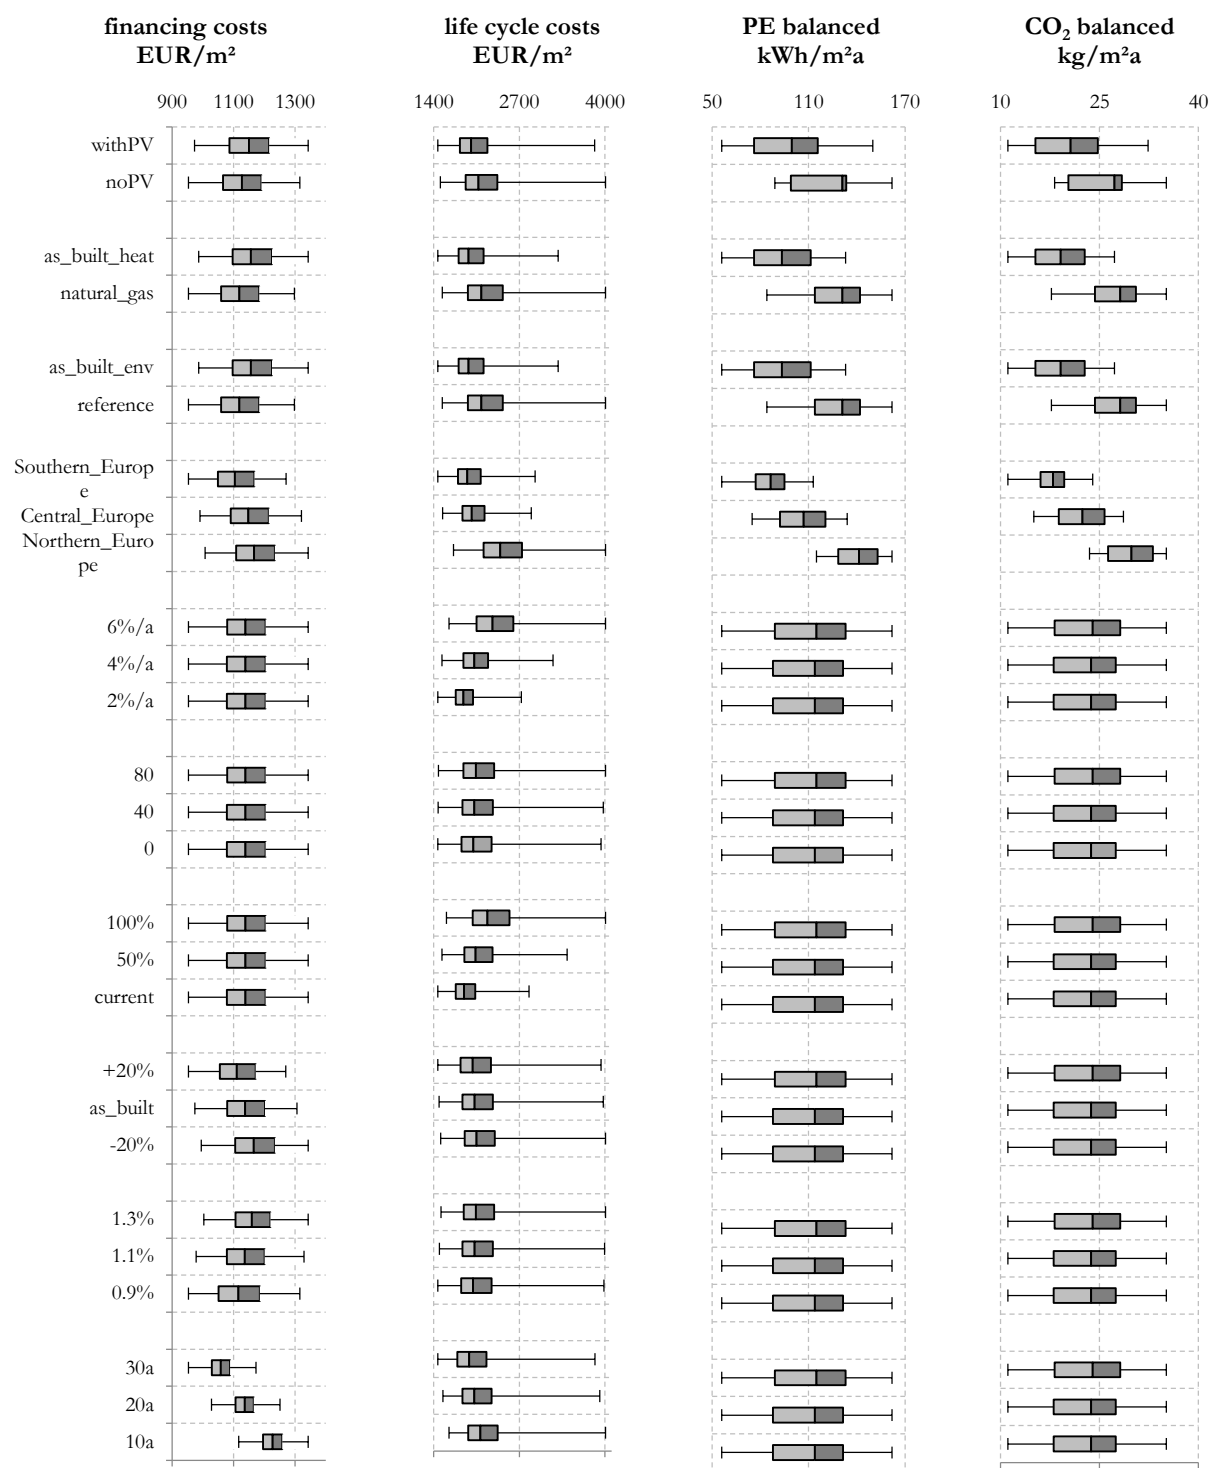 financing costs
EUR/m²
life cycle costs
EUR/m²
PE balanced
kWh/m²a
CO₂ balanced
kg/m²a
900 1100 1300
1400 2700 4000
50 110 170
10 25 40
withPV
noPV
as_built_heat
natural_gas
as_built_env
reference
Southern_Europ
e
Central_Europe
Northern_Euro
pe
6%/a
4%/a
2%/a
80
40
0
100%
50%
current
+20%
as_built
-20%
1.3%
1.1%
0.9%
30a
20a
10a